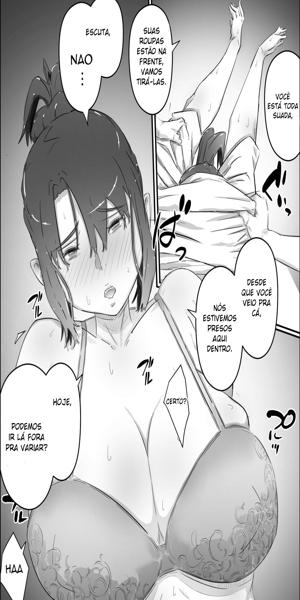 VOCÊ
ESTÁ TODA
SUADA,
SUAS
ROUPAS
ESTÃO NA
FRENTE,
VAMOS
TIRÁ-LAS.
ESCUTA,
NAO
...
DESDE
QUE VOCÊ
VEIO PRA
CÁ,
NÓS
ESTIVEMOS
PRESOS
AQUI
DENTRO.
CERTO?
HOJE,
PODEMOS
IR LÁ FORA
PRA VARIAR?
HAA